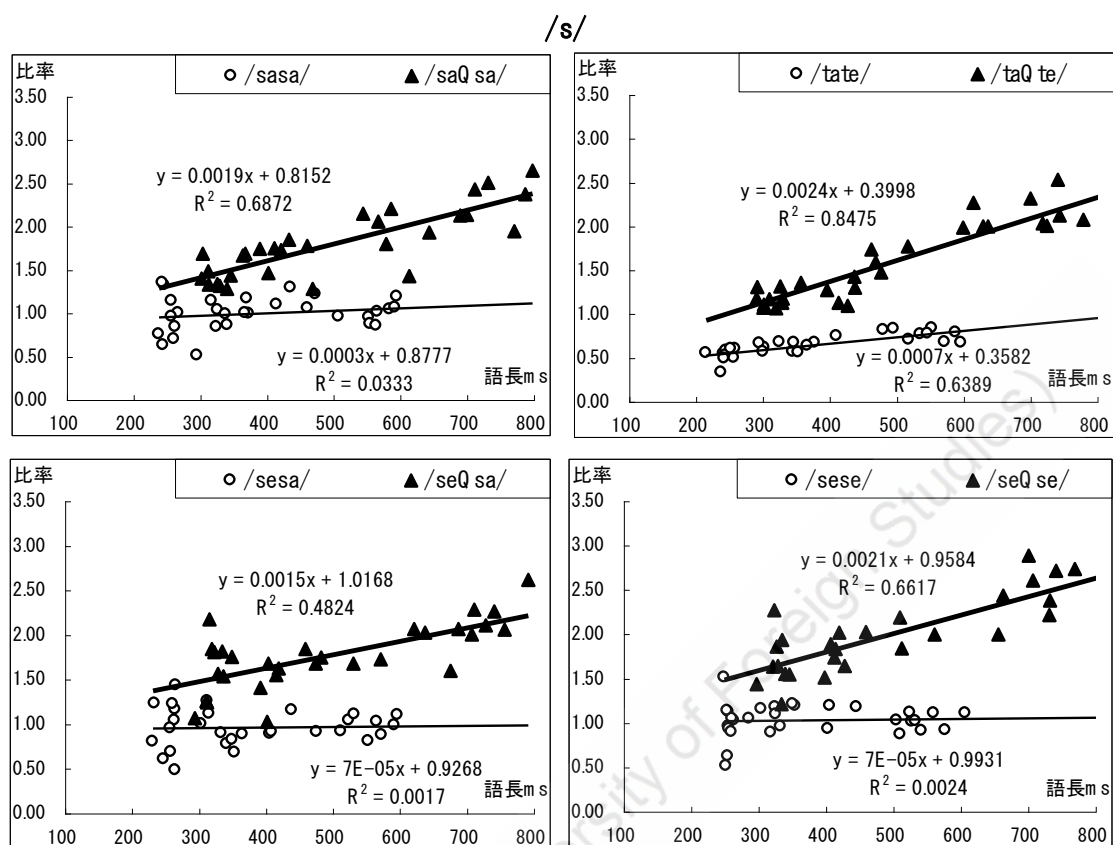 /s/
比率
○ /sasa/ ▲ /saQ sa/
3.50
3.00
2.50
2.00
1.50
1.00
0.50
0.00
y = 0.0019x + 0.8152
R² = 0.6872
y = 0.0003x + 0.8777
R² = 0.0333
語長ms
100 200 300 400 500 600 700 800
比率
○ /tate/ ▲ /taQ te/
3.50
3.00
2.50
2.00
1.50
1.00
0.50
0.00
y = 0.0024x + 0.3998
R² = 0.8475
y = 0.0007x + 0.3582
R² = 0.6389
語長ms
100 200 300 400 500 600 700 800
比率
○ /sesa/ ▲ /seQ sa/
3.50
3.00
2.50
2.00
1.50
1.00
0.50
0.00
y = 0.0015x + 1.0168
R² = 0.4824
y = 7E-05x + 0.9268
R² = 0.0017
語長ms
100 200 300 400 500 600 700 800
比率
○ /sese/ ▲ /seQ se/
3.50
3.00
2.50
2.00
1.50
1.00
0.50
0.00
y = 0.0021x + 0.9584
R² = 0.6617
y = 7E-05x + 0.9931
R² = 0.0024
語長ms
100 200 300 400 500 600 700 800
of Foreign Studies)